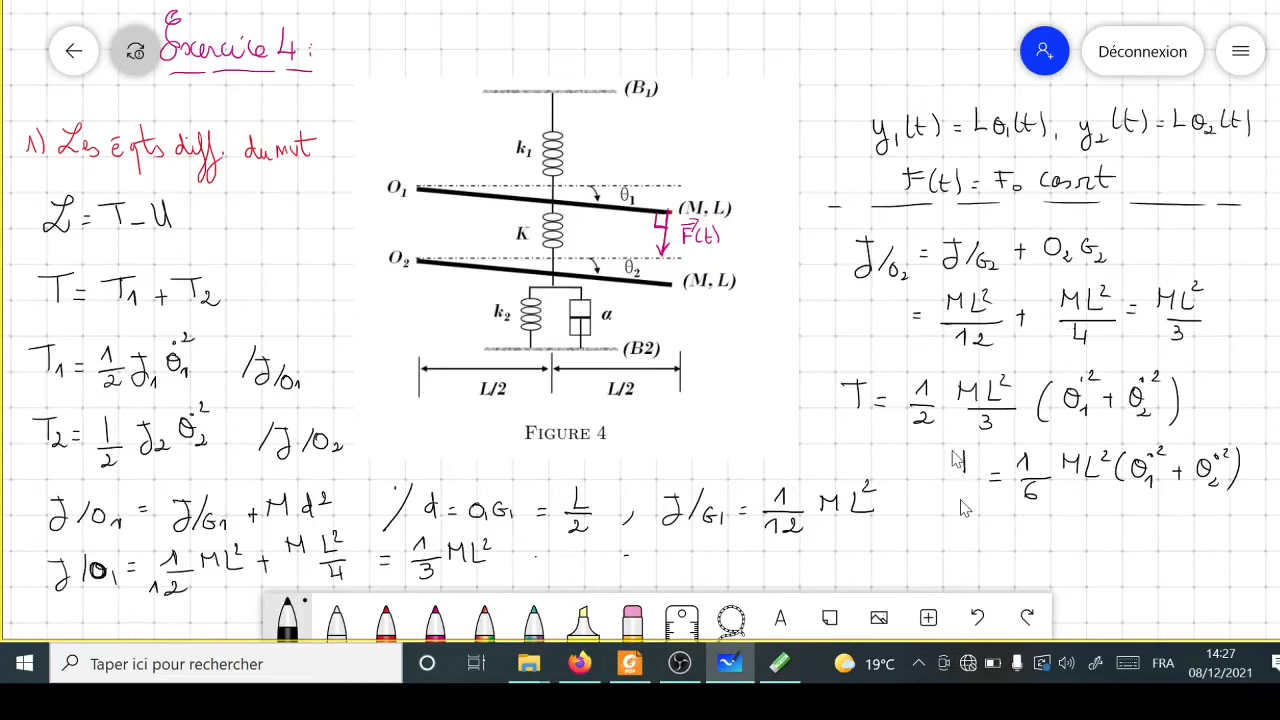 Exercice 4 :
Déconnexion
1) Les éqts diff. du mvt
ℒ = T - U
T = T₁ + T₂
T₁ = 1/2 J₁ θ̇₁² /J/O₁
T₂ = 1/2 J₂ θ̇₂² /J/O₂
J/O₁ = J/G₁ + M d² / d = O₁G₁ = L/2 , J/G₁ = 1/12 ML²
J/O₁ = 1/12 ML² + M L²/4 = 1/3 ML²
(B₁)
k₁
O₁
θ₁
(M, L)
K
F⃗(t)
O₂
θ₂
(M, L)
k₂
α
(B2)
L/2
L/2
FIGURE 4
y₁(t) = Lθ₁(t), y₂(t) = Lθ₂(t)
F(t) = F₀ cos Ωt
J/O₂ = J/G₂ + O₂G₂
= ML²/12 + ML²/4 = ML²/3
T = 1/2 ML²/3 (θ̇₁² + θ̇₂²)
= 1/6 ML² (θ̇₁² + θ̇₂²)
A
Taper ici pour rechercher
19°C
FRA
14:27
08/12/2021